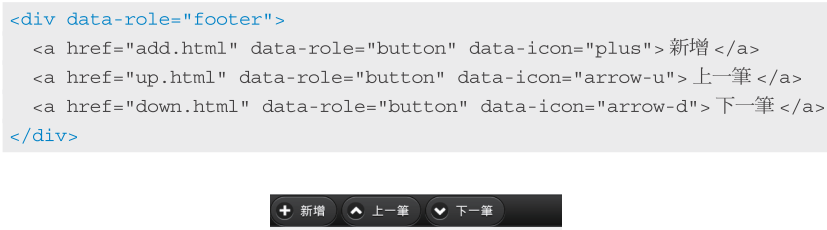 <div data-role="footer">
<a href="add.html" data-role="button" data-icon="plus">新增</a>
<a href="up.html" data-role="button" data-icon="arrow-u">上一筆</a>
<a href="down.html" data-role="button" data-icon="arrow-d">下一筆</a>
</div>
新增 上一筆 下一筆